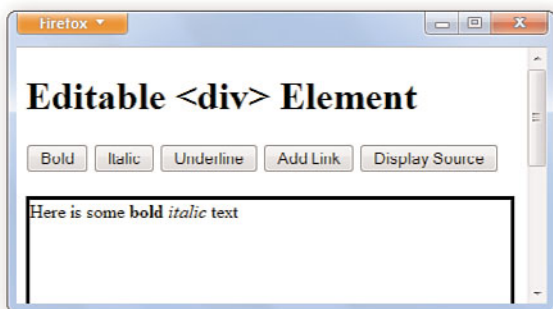 Firefox
Editable <div> Element
Bold Italic Underline Add Link Display Source
Here is some bold italic text